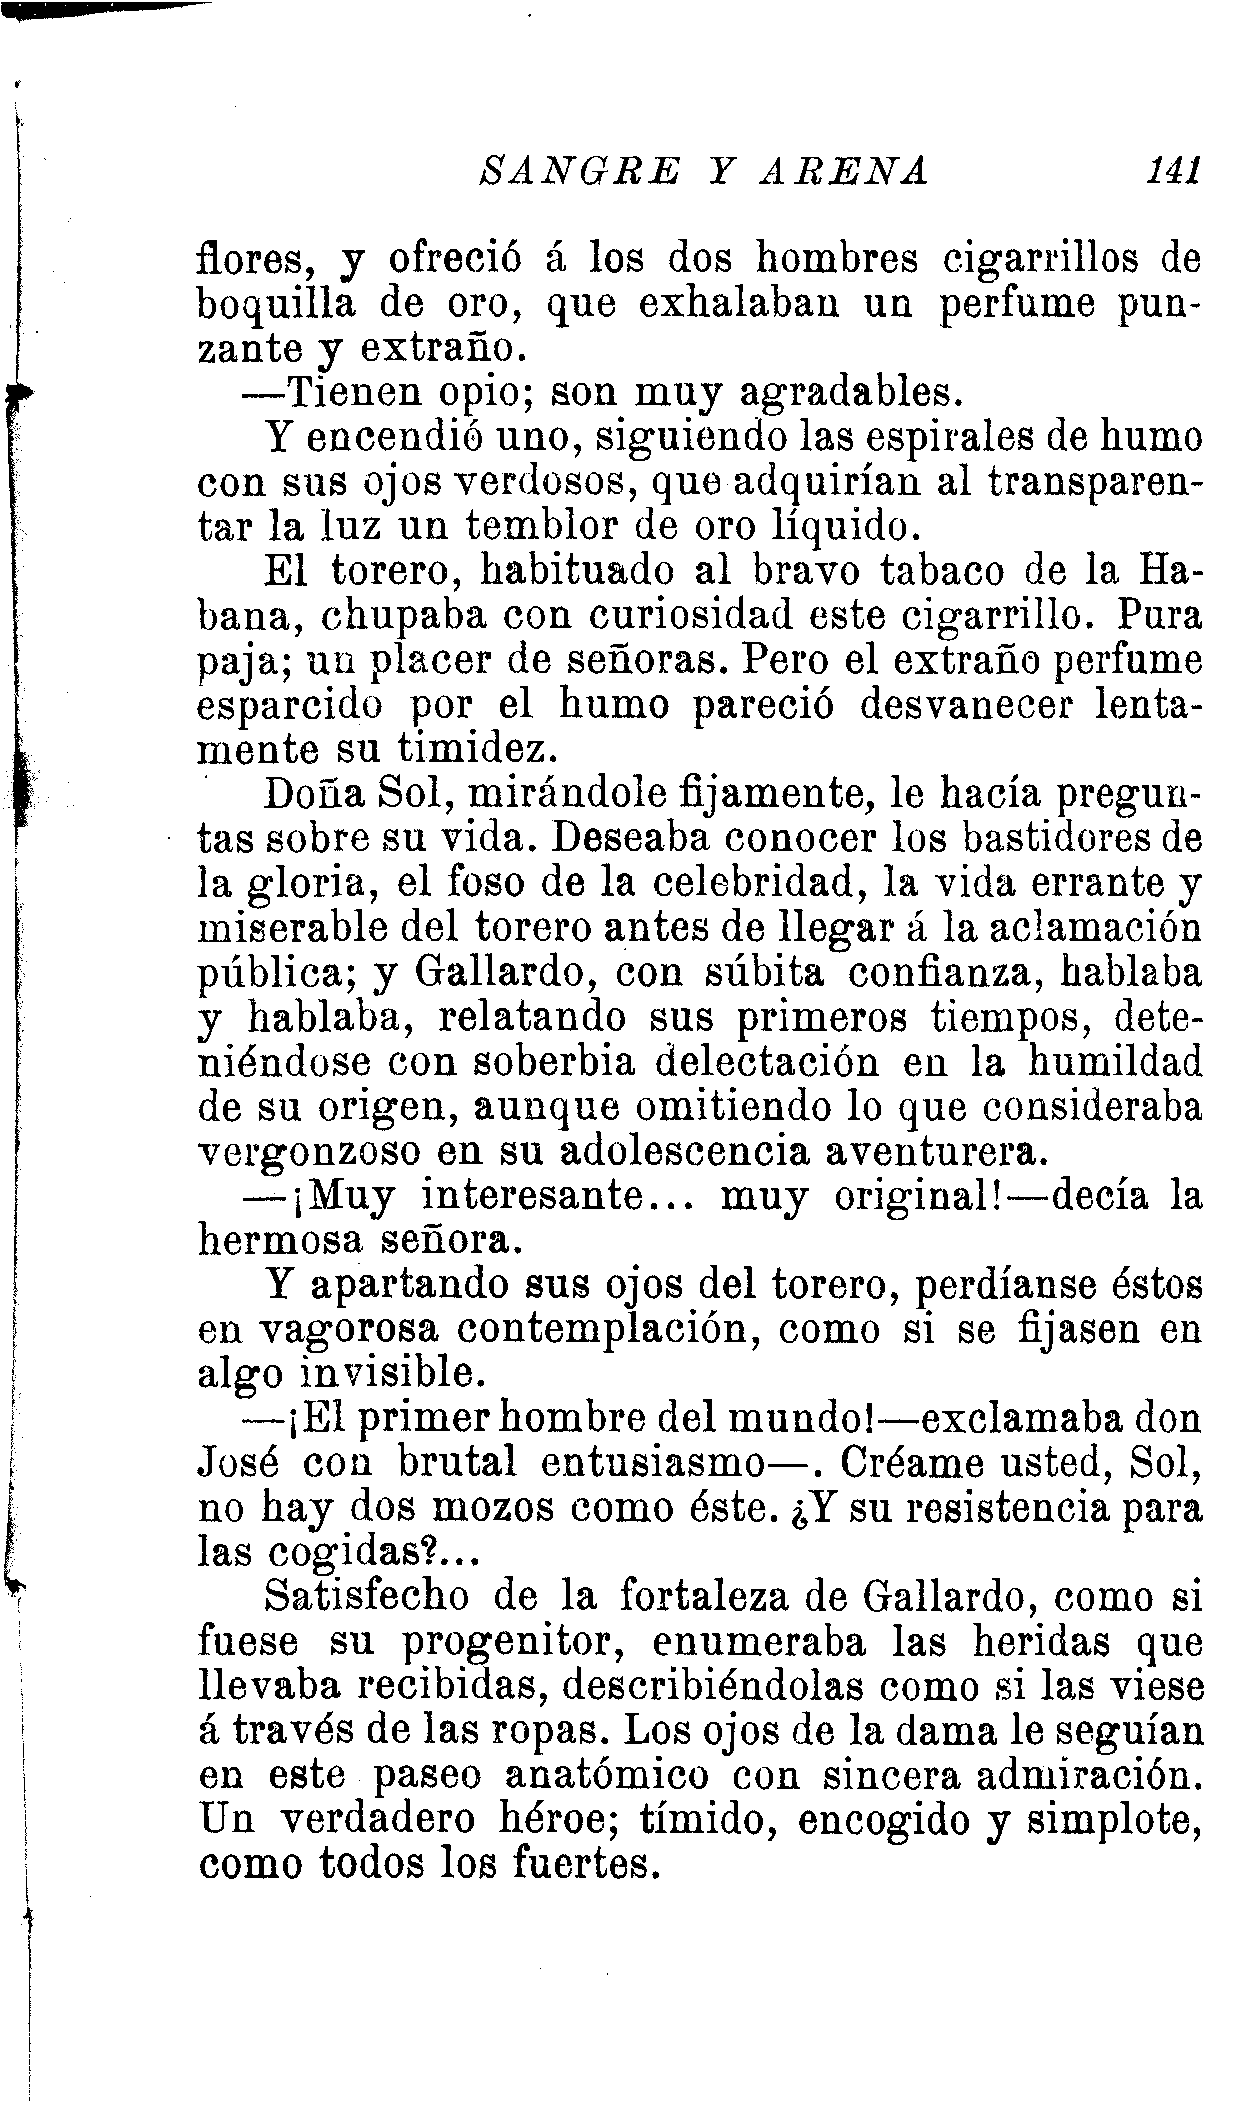 SANGRE Y ARENA 141
flores, y ofreció á los dos hombres cigarrillos de
boquilla de oro, que exhalaban un perfume pun-
zante y extraño.
—Tienen opio; son muy agradables.
Y encendió uno, siguiendo las espirales de humo
con sus ojos verdosos, que adquirían al transparen-
tar la luz un temblor de oro líquido.
El torero, habituado al bravo tabaco de la Ha-
bana, chupaba con curiosidad este cigarrillo. Pura
paja; un placer de señoras. Pero el extraño perfume
esparcido por el humo pareció desvanecer lenta-
mente su timidez.
Doña Sol, mirándole fijamente, le hacía pregun-
tas sobre su vida. Deseaba conocer los bastidores de
la gloria, el foso de la celebridad, la vida errante y
miserable del torero antes de llegar á la aclamación
pública; y Gallardo, con súbita confianza, hablaba
y hablaba, relatando sus primeros tiempos, dete-
niéndose con soberbia delectación en la humildad
de su origen, aunque omitiendo lo que consideraba
vergonzoso en su adolescencia aventurera.
—¡Muy interesante... muy original!—decía la
hermosa señora.
Y apartando sus ojos del torero, perdíanse éstos
en vagorosa contemplación, como si se fijasen en
algo invisible.
—¡El primer hombre del mundo!—exclamaba don
José con brutal entusiasmo—. Créame usted, Sol,
no hay dos mozos como éste. ¿Y su resistencia para
las cogidas?...
Satisfecho de la fortaleza de Gallardo, como si
fuese su progenitor, enumeraba las heridas que
llevaba recibidas, describiéndolas como si las viese
á través de las ropas. Los ojos de la dama le seguían
en este paseo anatómico con sincera admiración.
Un verdadero héroe; tímido, encogido y simplote,
como todos los fuertes.